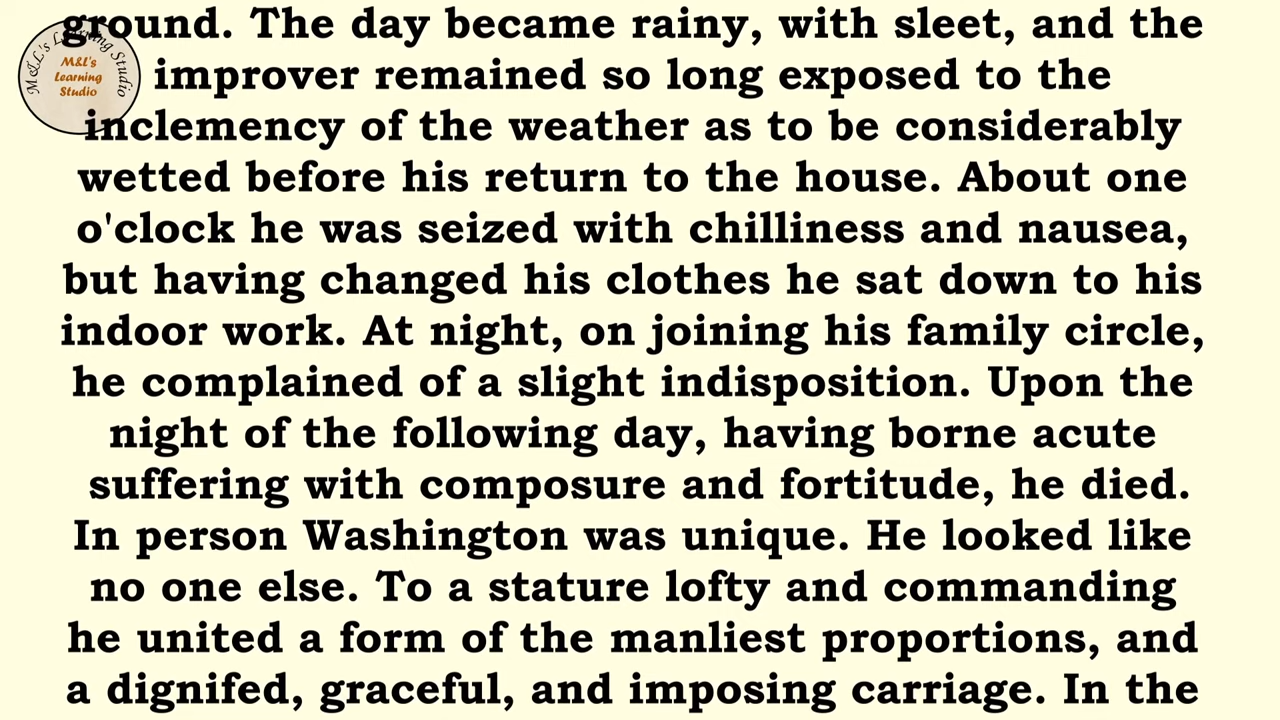 ground. The day became rainy, with sleet, and the
improver remained so long exposed to the
inclemency of the weather as to be considerably
wetted before his return to the house. About one
o'clock he was seized with chilliness and nausea,
but having changed his clothes he sat down to his
indoor work. At night, on joining his family circle,
he complained of a slight indisposition. Upon the
night of the following day, having borne acute
suffering with composure and fortitude, he died.
In person Washington was unique. He looked like
no one else. To a stature lofty and commanding
he united a form of the manliest proportions, and
a dignifed, graceful, and imposing carriage. In the
M&L's Learning Studio
M&L's
Learning
Studio